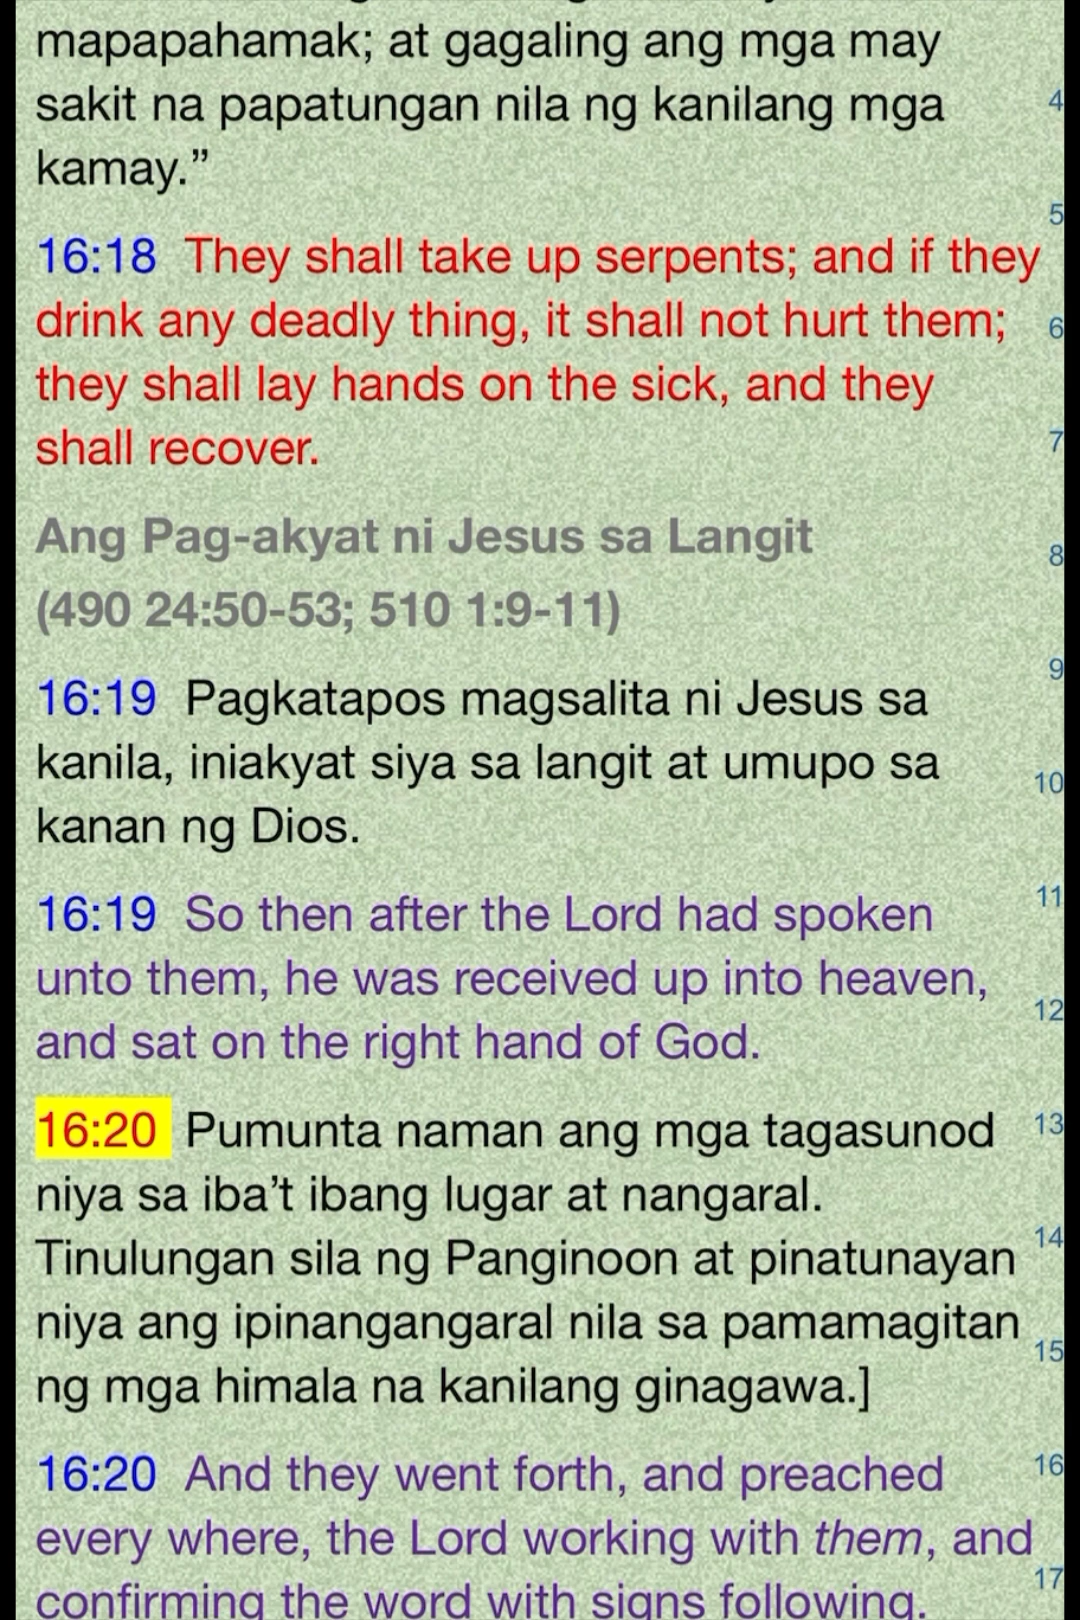 mapapahamak; at gagaling ang mga may
sakit na papatungan nila ng kanilang mga
kamay.”
16:18 They shall take up serpents; and if they
drink any deadly thing, it shall not hurt them;
they shall lay hands on the sick, and they
shall recover.
Ang Pag-akyat ni Jesus sa Langit
(490 24:50-53; 510 1:9-11)
16:19 Pagkatapos magsalita ni Jesus sa
kanila, iniakyat siya sa langit at umupo sa
kanan ng Dios.
16:19 So then after the Lord had spoken
unto them, he was received up into heaven,
and sat on the right hand of God.
16:20 Pumunta naman ang mga tagasunod
niya sa iba’t ibang lugar at nangaral.
Tinulungan sila ng Panginoon at pinatunayan
niya ang ipinangangaral nila sa pamamagitan
ng mga himala na kanilang ginagawa.]
16:20 And they went forth, and preached
every where, the Lord working with them, and
confirming the word with signs following.
4
5
6
7
8
9
10
11
12
13
14
15
16
17